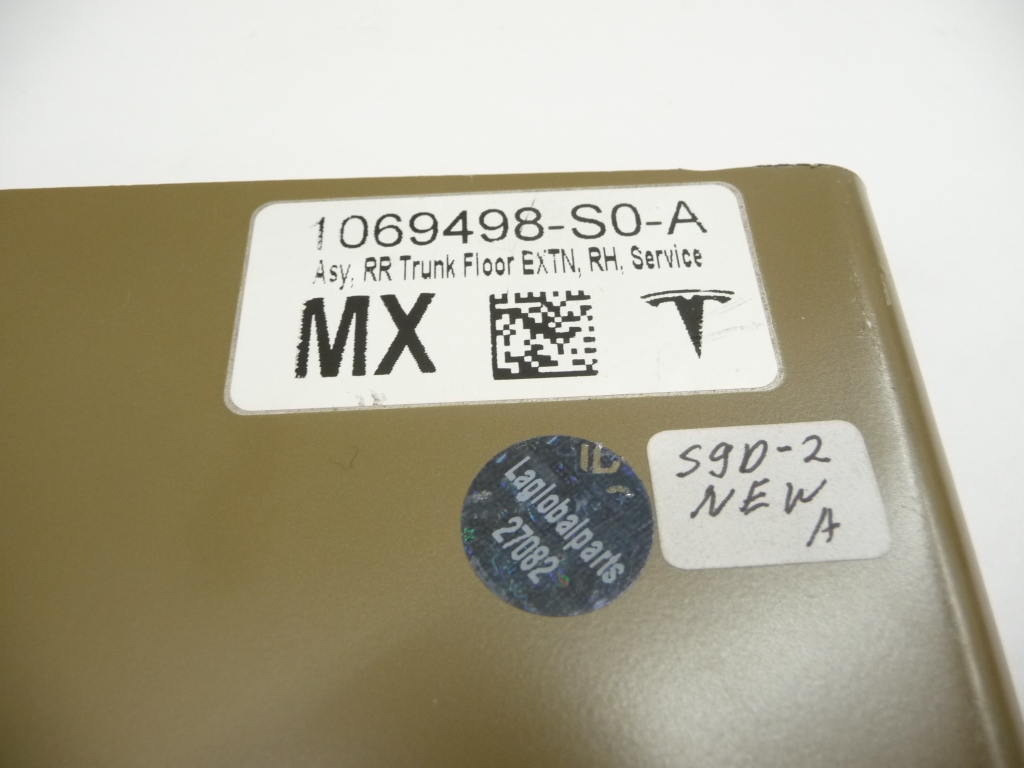 1069498-S0-A
Asy, RR Trunk Floor EXTN, RH, Service
MX
Laglobalparts
27082
S9D-2
NEW
A